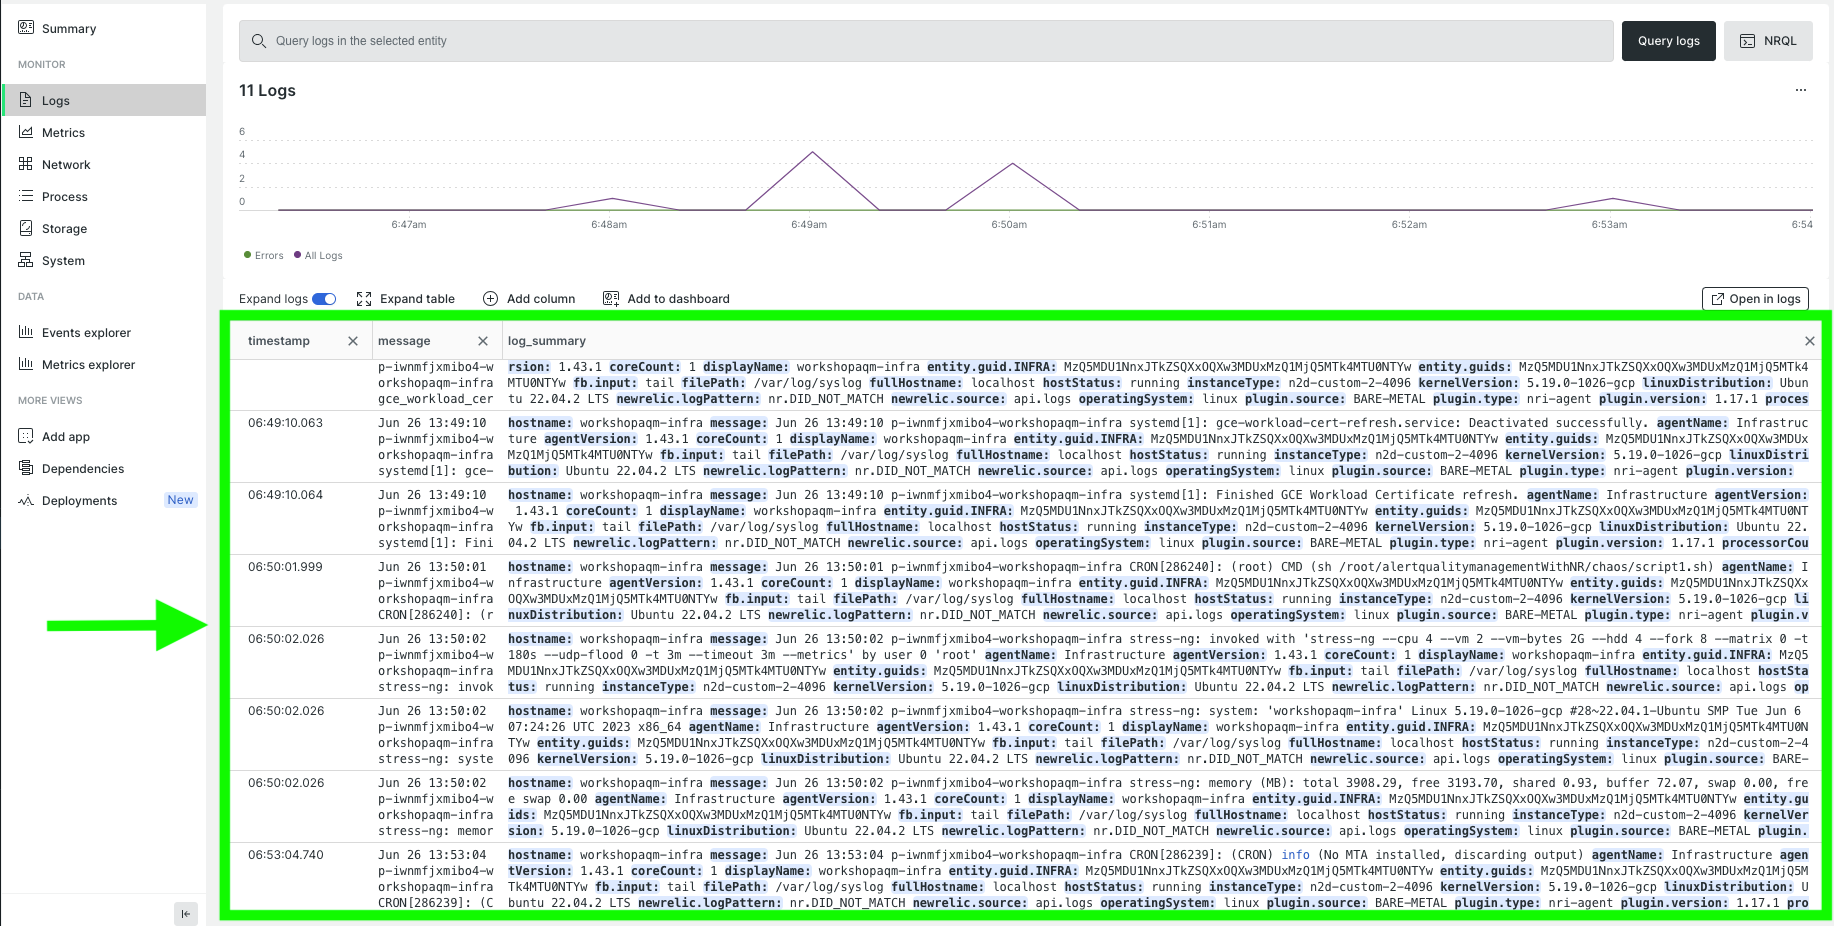 Summary
MONITOR
Logs
Metrics
Network
Process
Storage
System
DATA
Events explorer
Metrics explorer
MORE VIEWS
Add app
Dependencies
Deployments New
Query logs in the selected entity
Query logs
NRQL
11 Logs
...
6
4
2
0
6:47am 6:48am 6:49am 6:50am 6:51am 6:52am 6:53am 6:54
Errors All Logs
Expand logs Expand table Add column Add to dashboard Open in logs
timestamp message log_summary
p-iwnmfjxmibo4-w rsion: 1.43.1 coreCount: 1 displayName: workshopaqm-infra entity.guid.INFRA: MzQ5MDU1NnxJTkZSQXxOQXw3MDUxMzQ1MjQ5MTk4MTU0NTYw entity.guids: MzQ5MDU1NnxJTkZSQXxOQXw3MDUxMzQ1MjQ5MTk4
orkshopaqm-infra MTU0NTYw fb.input: tail filePath: /var/log/syslog fullHostname: localhost hostStatus: running instanceType: n2d-custom-2-4096 kernelVersion: 5.19.0-1026-gcp linuxDistribution: Ubun
gce_workload_cer tu 22.04.2 LTS newrelic.logPattern: nr.DID_NOT_MATCH newrelic.source: api.logs operatingSystem: linux plugin.source: BARE-METAL plugin.type: nri-agent plugin.version: 1.17.1 proces
06:49:10.063 Jun 26 13:49:10 hostname: workshopaqm-infra message: Jun 26 13:49:10 p-iwnmfjxmibo4-workshopaqm-infra systemd[1]: gce-workload-cert-refresh.service: Deactivated successfully. agentName: Infrastruc
p-iwnmfjxmibo4-w ture agentVersion: 1.43.1 coreCount: 1 displayName: workshopaqm-infra entity.guid.INFRA: MzQ5MDU1NnxJTkZSQXxOQXw3MDUxMzQ1MjQ5MTk4MTU0NTYw entity.guids: MzQ5MDU1NnxJTkZSQXxOQXw3MDUx
orkshopaqm-infra MzQ1MjQ5MTk4MTU0NTYw fb.input: tail filePath: /var/log/syslog fullHostname: localhost hostStatus: running instanceType: n2d-custom-2-4096 kernelVersion: 5.19.0-1026-gcp linuxDistri
systemd[1]: gce- bution: Ubuntu 22.04.2 LTS newrelic.logPattern: nr.DID_NOT_MATCH newrelic.source: api.logs operatingSystem: linux plugin.source: BARE-METAL plugin.type: nri-agent plugin.version:
06:49:10.064 Jun 26 13:49:10 hostname: workshopaqm-infra message: Jun 26 13:49:10 p-iwnmfjxmibo4-workshopaqm-infra systemd[1]: Finished GCE Workload Certificate refresh. agentName: Infrastructure agentVersion:
p-iwnmfjxmibo4-w 1.43.1 coreCount: 1 displayName: workshopaqm-infra entity.guid.INFRA: MzQ5MDU1NnxJTkZSQXxOQXw3MDUxMzQ1MjQ5MTk4MTU0NTYw entity.guids: MzQ5MDU1NnxJTkZSQXxOQXw3MDUxMzQ1MjQ5MTk4MTU0NT
orkshopaqm-infra Yw fb.input: tail filePath: /var/log/syslog fullHostname: localhost hostStatus: running instanceType: n2d-custom-2-4096 kernelVersion: 5.19.0-1026-gcp linuxDistribution: Ubuntu 22.
systemd[1]: Fini 04.2 LTS newrelic.logPattern: nr.DID_NOT_MATCH newrelic.source: api.logs operatingSystem: linux plugin.source: BARE-METAL plugin.type: nri-agent plugin.version: 1.17.1 processorCou
06:50:01.999 Jun 26 13:50:01 hostname: workshopaqm-infra message: Jun 26 13:50:01 p-iwnmfjxmibo4-workshopaqm-infra CRON[286240]: (root) CMD (sh /root/alertqualitymanagementWithNR/chaos/script1.sh) agentName: I
p-iwnmfjxmibo4-w nfrastructure agentVersion: 1.43.1 coreCount: 1 displayName: workshopaqm-infra entity.guid.INFRA: MzQ5MDU1NnxJTkZSQXxOQXw3MDUxMzQ1MjQ5MTk4MTU0NTYw entity.guids: MzQ5MDU1NnxJTkZSQXx
orkshopaqm-infra OQXw3MDUxMzQ1MjQ5MTk4MTU0NTYw fb.input: tail filePath: /var/log/syslog fullHostname: localhost hostStatus: running instanceType: n2d-custom-2-4096 kernelVersion: 5.19.0-1026-gcp li
CRON[286240]: (r nuxDistribution: Ubuntu 22.04.2 LTS newrelic.logPattern: nr.DID_NOT_MATCH newrelic.source: api.logs operatingSystem: linux plugin.source: BARE-METAL plugin.type: nri-agent plugin.v
06:50:02.026 Jun 26 13:50:02 hostname: workshopaqm-infra message: Jun 26 13:50:02 p-iwnmfjxmibo4-workshopaqm-infra stress-ng: invoked with 'stress-ng --cpu 4 --vm 2 --vm-bytes 2G --hdd 4 --fork 8 --matrix 0 -t
p-iwnmfjxmibo4-w 180s --udp-flood 0 -t 3m --timeout 3m --metrics' by user 0 'root' agentName: Infrastructure agentVersion: 1.43.1 coreCount: 1 displayName: workshopaqm-infra entity.guid.INFRA: MzQ5
orkshopaqm-infra MDU1NnxJTkZSQXxOQXw3MDUxMzQ1MjQ5MTk4MTU0NTYw entity.guids: MzQ5MDU1NnxJTkZSQXxOQXw3MDUxMzQ1MjQ5MTk4MTU0NTYw fb.input: tail filePath: /var/log/syslog fullHostname: localhost hostSta
stress-ng: invok tus: running instanceType: n2d-custom-2-4096 kernelVersion: 5.19.0-1026-gcp linuxDistribution: Ubuntu 22.04.2 LTS newrelic.logPattern: nr.DID_NOT_MATCH newrelic.source: api.logs op
06:50:02.026 Jun 26 13:50:02 hostname: workshopaqm-infra message: Jun 26 13:50:02 p-iwnmfjxmibo4-workshopaqm-infra stress-ng: system: 'workshopaqm-infra' Linux 5.19.0-1026-gcp #28~22.04.1-Ubuntu SMP Tue Jun 6
p-iwnmfjxmibo4-w 07:24:26 UTC 2023 x86_64 agentName: Infrastructure agentVersion: 1.43.1 coreCount: 1 displayName: workshopaqm-infra entity.guid.INFRA: MzQ5MDU1NnxJTkZSQXxOQXw3MDUxMzQ1MjQ5MTk4MTU0N
orkshopaqm-infra TYw entity.guids: MzQ5MDU1NnxJTkZSQXxOQXw3MDUxMzQ1MjQ5MTk4MTU0NTYw fb.input: tail filePath: /var/log/syslog fullHostname: localhost hostStatus: running instanceType: n2d-custom-2-4
stress-ng: syste 096 kernelVersion: 5.19.0-1026-gcp linuxDistribution: Ubuntu 22.04.2 LTS newrelic.logPattern: nr.DID_NOT_MATCH newrelic.source: api.logs operatingSystem: linux plugin.source: BARE-
06:50:02.026 Jun 26 13:50:02 hostname: workshopaqm-infra message: Jun 26 13:50:02 p-iwnmfjxmibo4-workshopaqm-infra stress-ng: memory (MB): total 3908.29, free 3193.70, shared 0.93, buffer 72.07, swap 0.00, fre
p-iwnmfjxmibo4-w e swap 0.00 agentName: Infrastructure agentVersion: 1.43.1 coreCount: 1 displayName: workshopaqm-infra entity.guid.INFRA: MzQ5MDU1NnxJTkZSQXxOQXw3MDUxMzQ1MjQ5MTk4MTU0NTYw entity.gu
orkshopaqm-infra ids: MzQ5MDU1NnxJTkZSQXxOQXw3MDUxMzQ1MjQ5MTk4MTU0NTYw fb.input: tail filePath: /var/log/syslog fullHostname: localhost hostStatus: running instanceType: n2d-custom-2-4096 kernelVer
stress-ng: memor sion: 5.19.0-1026-gcp linuxDistribution: Ubuntu 22.04.2 LTS newrelic.logPattern: nr.DID_NOT_MATCH newrelic.source: api.logs operatingSystem: linux plugin.source: BARE-METAL plugin.
06:53:04.740 Jun 26 13:53:04 hostname: workshopaqm-infra message: Jun 26 13:53:04 p-iwnmfjxmibo4-workshopaqm-infra CRON[286239]: (CRON) info (No MTA installed, discarding output) agentName: Infrastructure agen
p-iwnmfjxmibo4-w tVersion: 1.43.1 coreCount: 1 displayName: workshopaqm-infra entity.guid.INFRA: MzQ5MDU1NnxJTkZSQXxOQXw3MDUxMzQ1MjQ5MTk4MTU0NTYw entity.guids: MzQ5MDU1NnxJTkZSQXxOQXw3MDUxMzQ1MjQ5M
orkshopaqm-infra Tk4MTU0NTYw fb.input: tail filePath: /var/log/syslog fullHostname: localhost hostStatus: running instanceType: n2d-custom-2-4096 kernelVersion: 5.19.0-1026-gcp linuxDistribution: U
CRON[286239]: (C buntu 22.04.2 LTS newrelic.logPattern: nr.DID_NOT_MATCH newrelic.source: api.logs operatingSystem: linux plugin.source: BARE-METAL plugin.type: nri-agent plugin.version: 1.17.1 pro